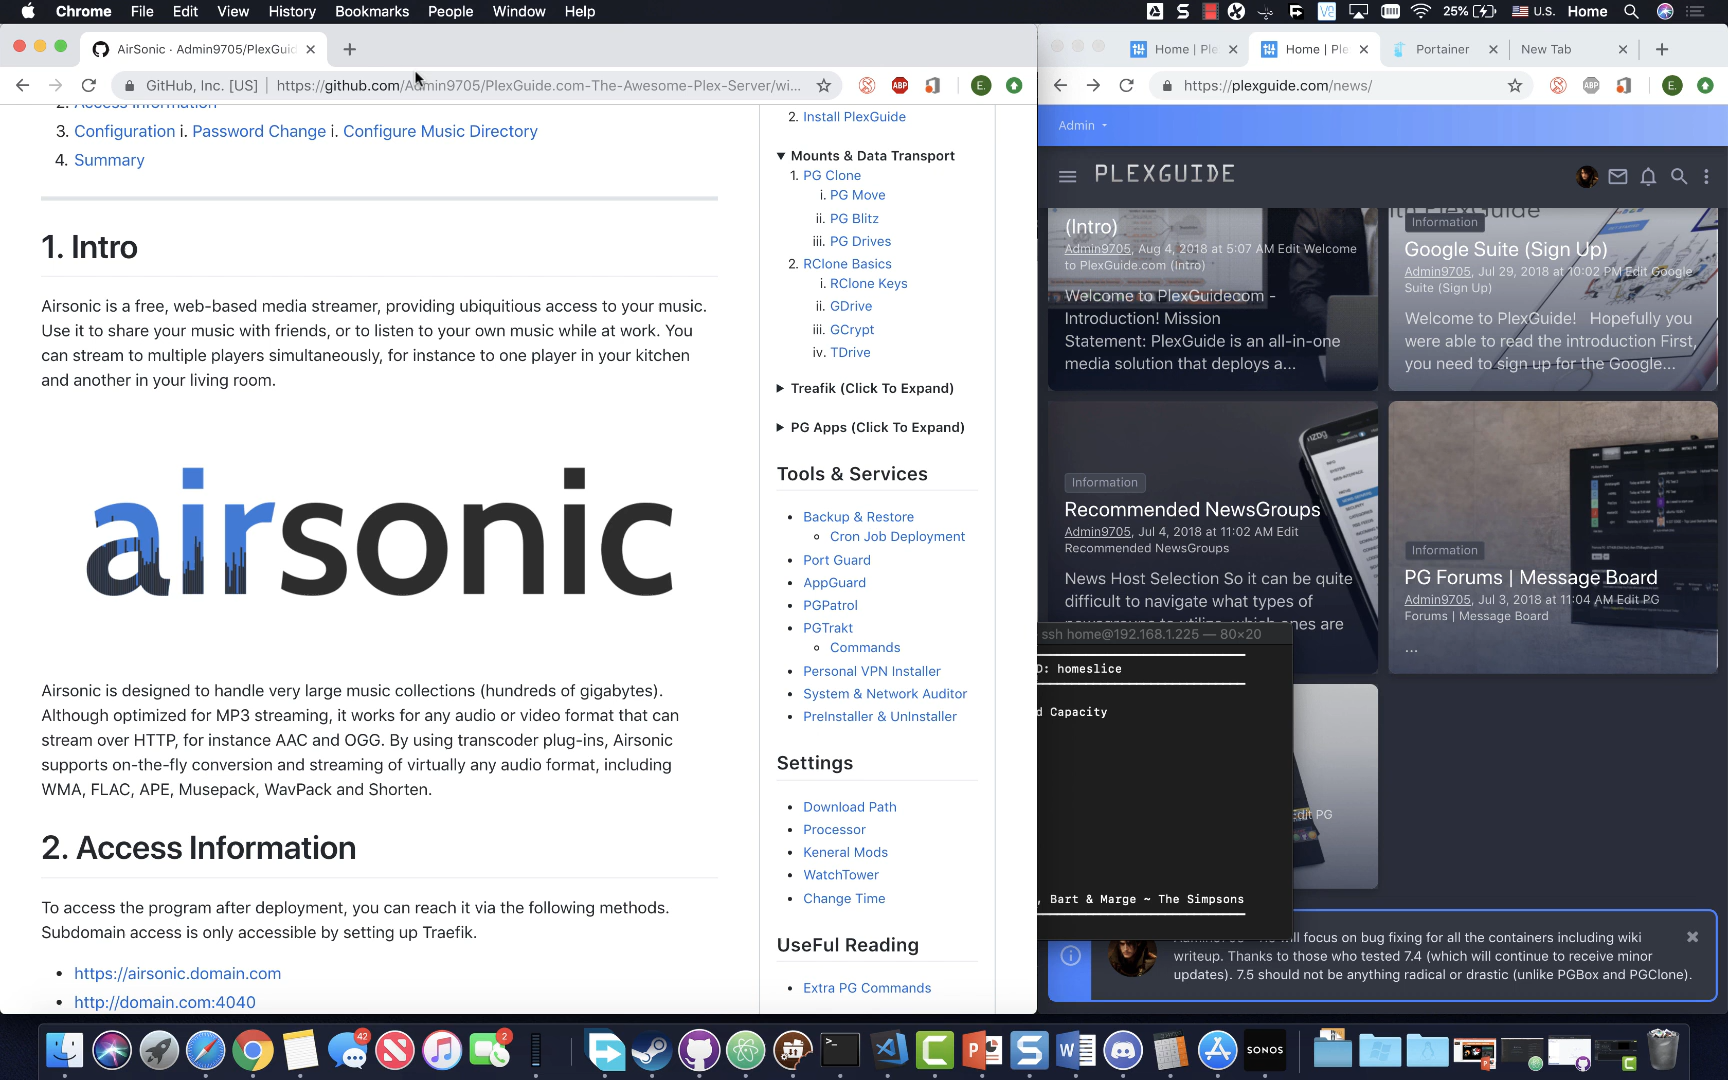 Chrome File Edit View History Bookmarks People Window Help
25% U.S. Home
AirSonic · Admin9705/PlexGuid
GitHub, Inc. [US] | https://github.com/Admin9705/PlexGuide.com-The-Awesome-Plex-Server/wi...
ABP E.
2. Access Information
3. Configuration i. Password Change i. Configure Music Directory
4. Summary
1. Intro
Airsonic is a free, web-based media streamer, providing ubiquitious access to your music.
Use it to share your music with friends, or to listen to your own music while at work. You
can stream to multiple players simultaneously, for instance to one player in your kitchen
and another in your living room.
airsonic
Airsonic is designed to handle very large music collections (hundreds of gigabytes).
Although optimized for MP3 streaming, it works for any audio or video format that can
stream over HTTP, for instance AAC and OGG. By using transcoder plug-ins, Airsonic
supports on-the-fly conversion and streaming of virtually any audio format, including
WMA, FLAC, APE, Musepack, WavPack and Shorten.
2. Access Information
To access the program after deployment, you can reach it via the following methods.
Subdomain access is only accessible by setting up Traefik.
https://airsonic.domain.com
http://domain.com:4040
2. Install PlexGuide
Mounts & Data Transport
1. PG Clone
i. PG Move
ii. PG Blitz
iii. PG Drives
2. RClone Basics
i. RClone Keys
ii. GDrive
iii. GCrypt
iv. TDrive
Treafik (Click To Expand)
PG Apps (Click To Expand)
Tools & Services
Backup & Restore
Cron Job Deployment
Port Guard
AppGuard
PGPatrol
PGTrakt
Commands
Personal VPN Installer
System & Network Auditor
PreInstaller & UnInstaller
Settings
Download Path
Processor
Keneral Mods
WatchTower
Change Time
UseFul Reading
Extra PG Commands
Home | Ple
Home | Ple
Portainer
New Tab
https://plexguide.com/news/
ABP E.
Admin
PLEXGUIDE
(Intro)
Admin9705, Aug 4, 2018 at 5:07 AM Edit Welcome
to PlexGuide.com (Intro)
Welcome to PlexGuidecom -
Introduction! Mission
Statement: PlexGuide is an all-in-one
media solution that deploys a...
Information
Google Suite (Sign Up)
Admin9705, Jul 29, 2018 at 10:02 PM Edit Google
Suite (Sign Up)
Welcome to PlexGuide! Hopefully you
were able to read the introduction First,
you need to sign up for the Google...
Information
Recommended NewsGroups
Admin9705, Jul 4, 2018 at 11:02 AM Edit
Recommended NewsGroups
News Host Selection So it can be quite
difficult to navigate what types of
newsgroups to utilize, which ones are
Information
PG Forums | Message Board
Admin9705, Jul 3, 2018 at 11:04 AM Edit PG
Forums | Message Board
...
ssh home@192.168.1.225 — 80×20
D: homeslice
d Capacity
, Bart & Marge ~ The Simpsons
Edit PG
will focus on bug fixing for all the containers including wiki
writeup. Thanks to those who tested 7.4 (which will continue to receive minor
updates). 7.5 should not be anything radical or drastic (unlike PGBox and PGClone).
42
2
SONOS